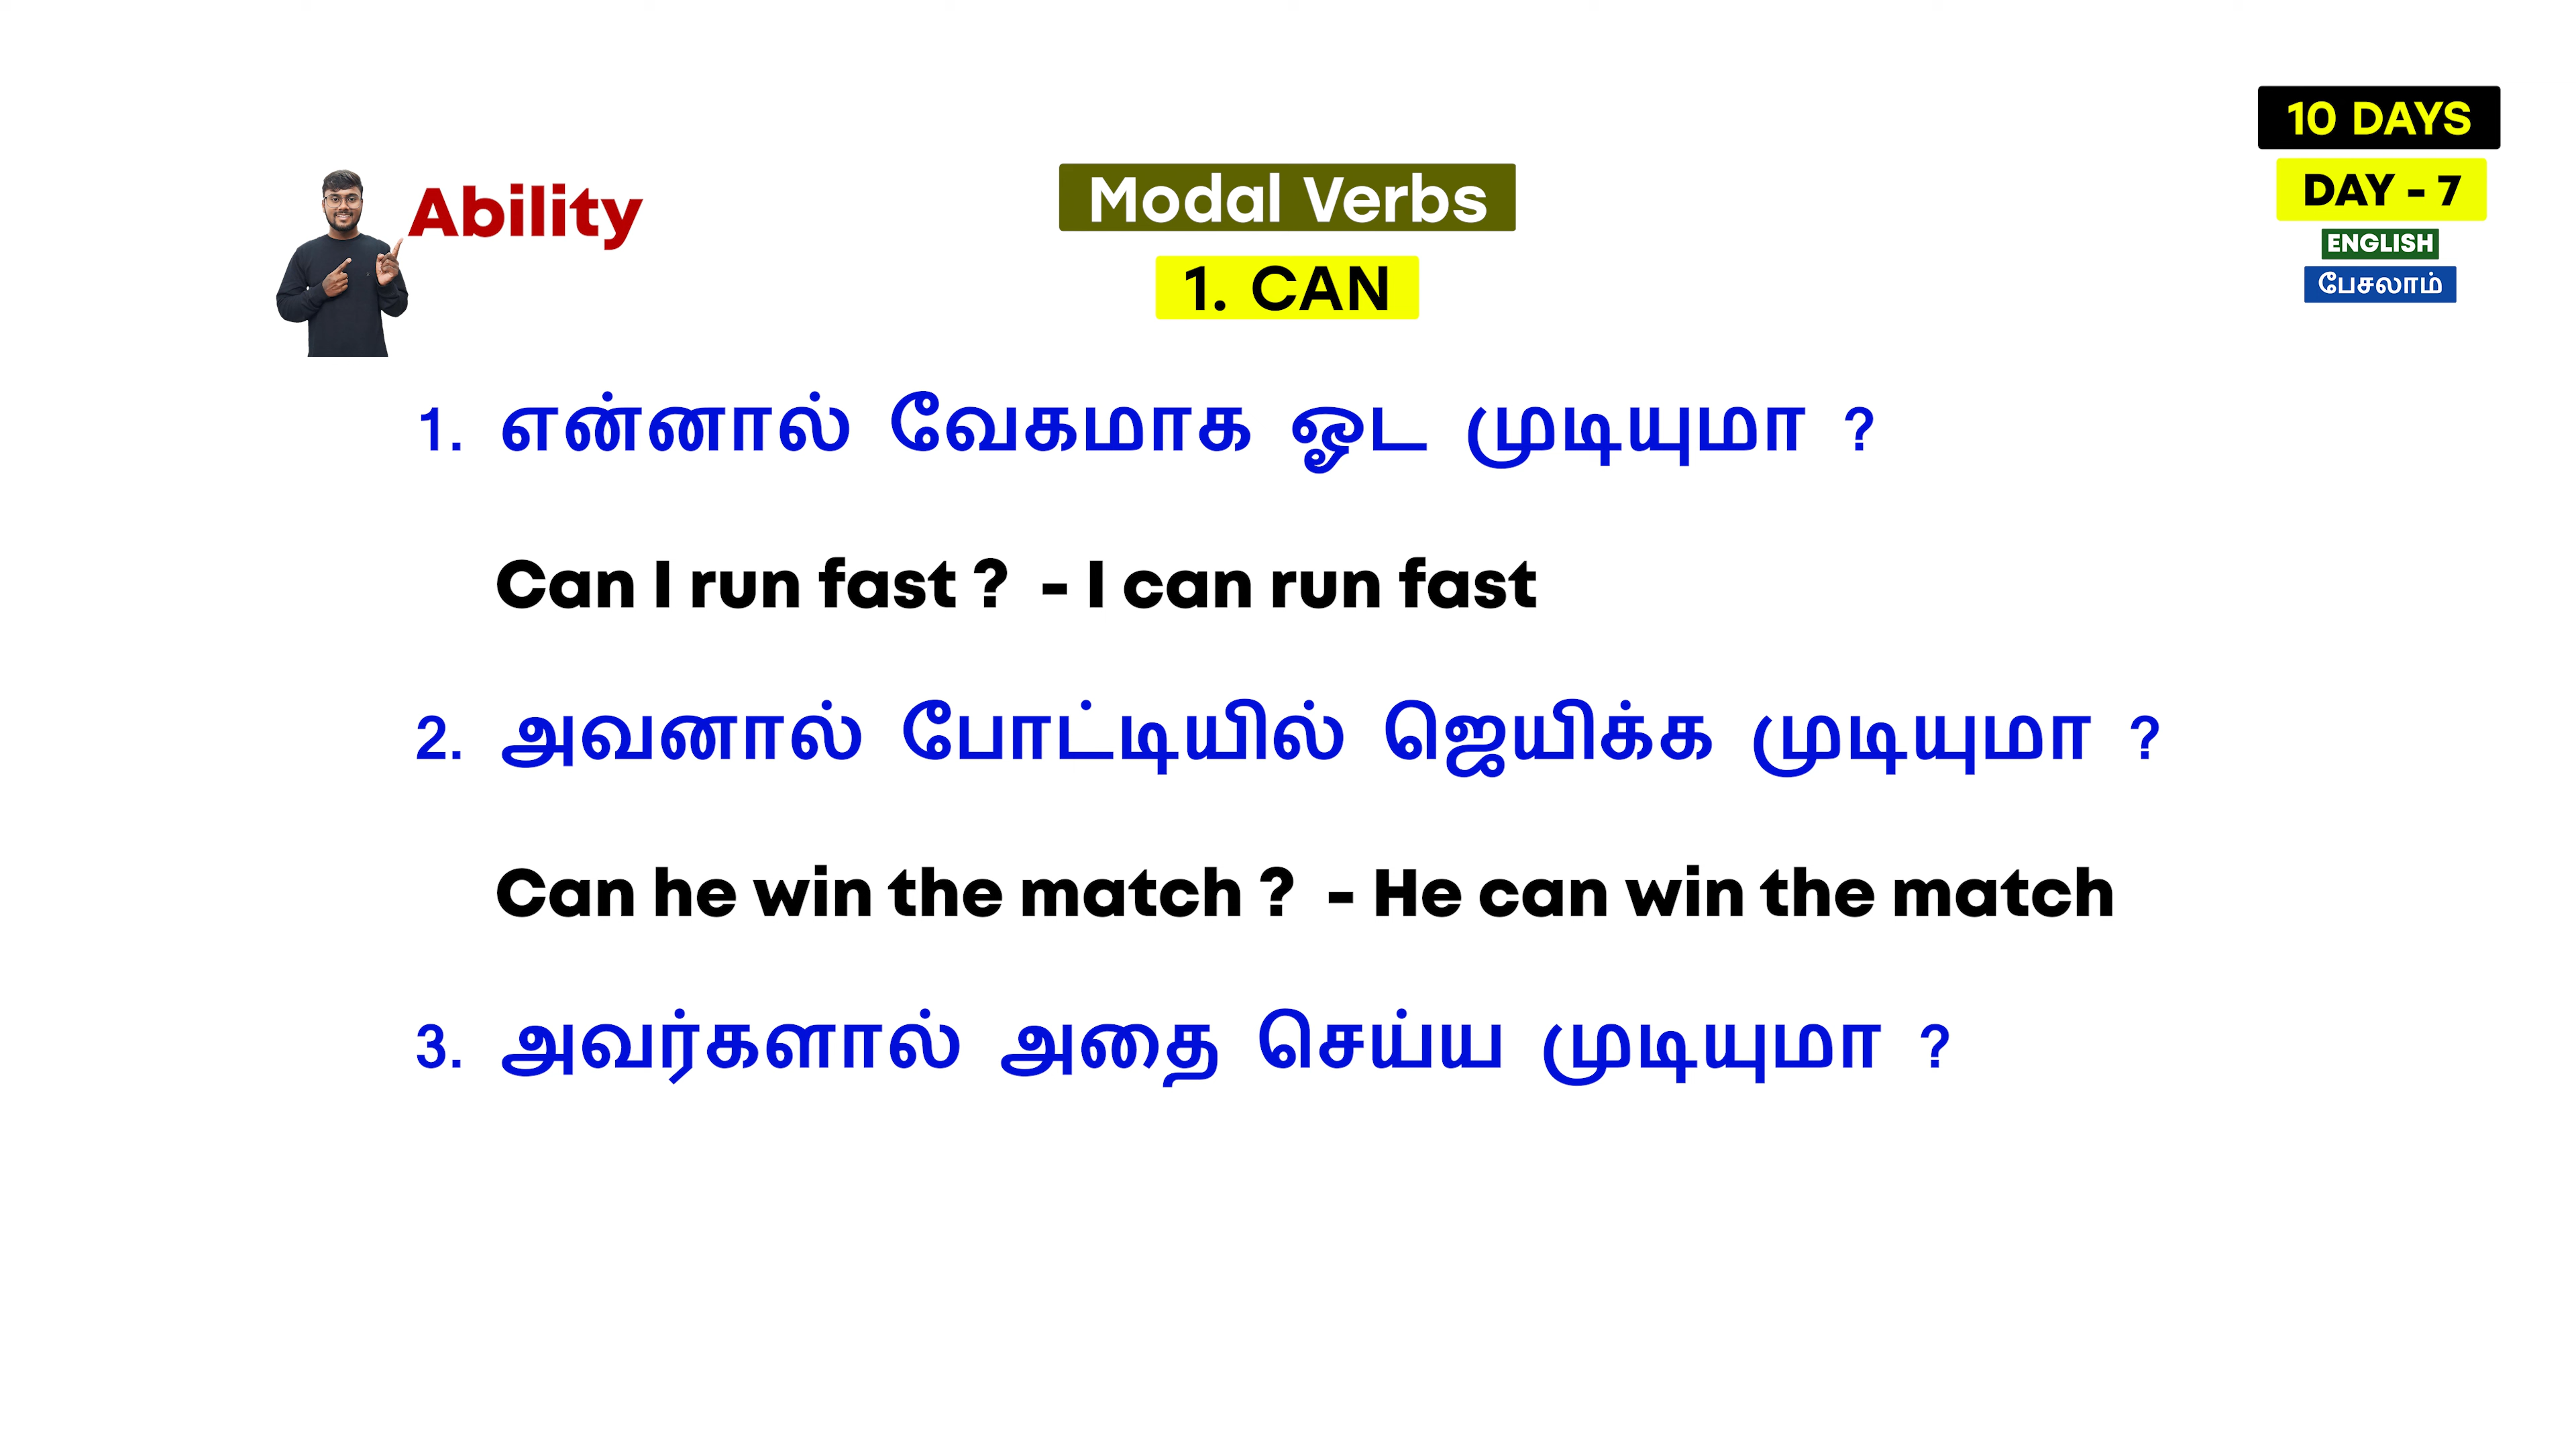 10 DAYS
DAY - 7
ENGLISH
பேசலாம்
Ability
Modal Verbs
1. CAN
1. என்னால் வேகமாக ஓட முடியுமா ?
Can I run fast ? - I can run fast
2. அவனால் போட்டியில் ஜெயிக்க முடியுமா ?
Can he win the match ? - He can win the match
3. அவர்களால் அதை செய்ய முடியுமா ?